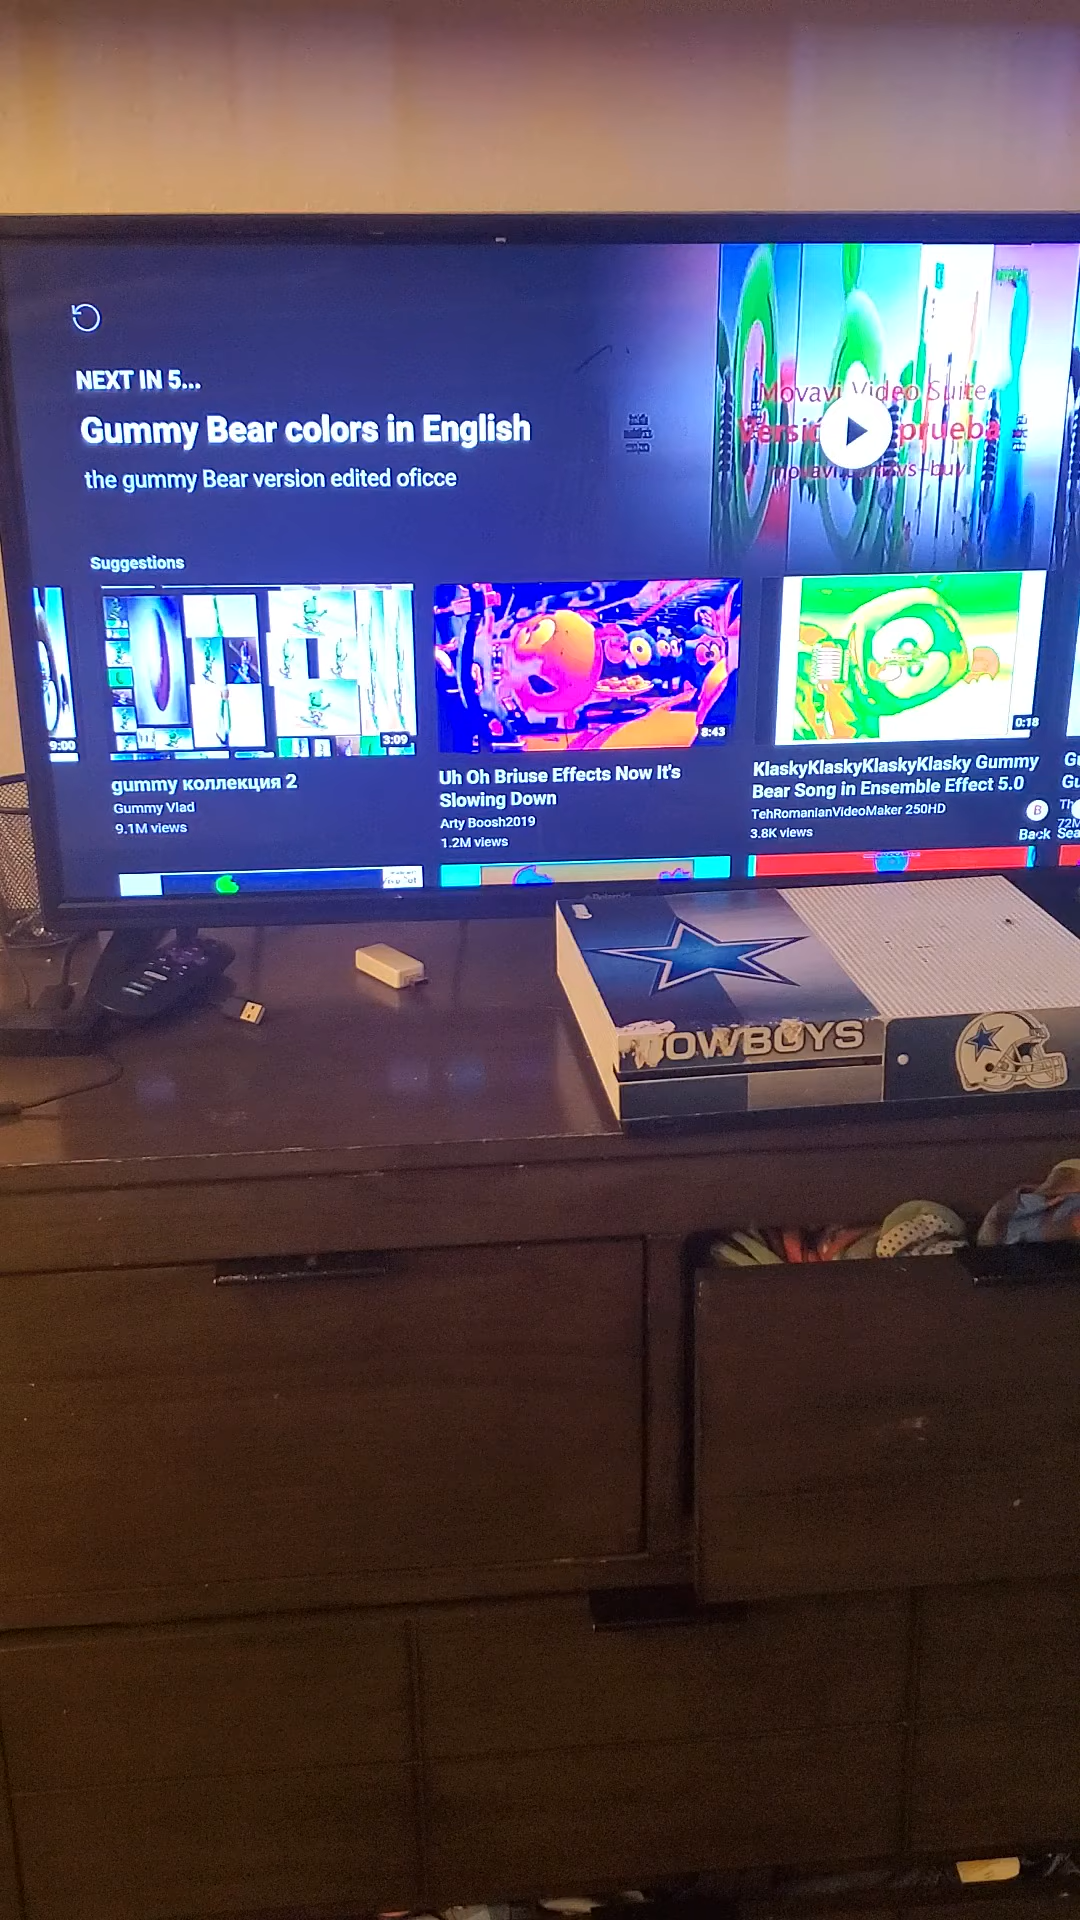 NEXT IN 5...
Gummy Bear colors in English
the gummy Bear version edited oficce
Movavi Video Suite
prueba
Suggestions
9:00
3:09
8:43
0:18
gummy коллекция 2
Gummy Vlad
9.1M views
Uh Oh Briuse Effects Now It's
Slowing Down
Arty Boosh2019
1.2M views
KlaskyKlaskyKlaskyKlasky Gummy
Bear Song in Ensemble Effect 5.0
TehRomanianVideoMaker 250HD
3.8K views
B
Back
OWBOYS